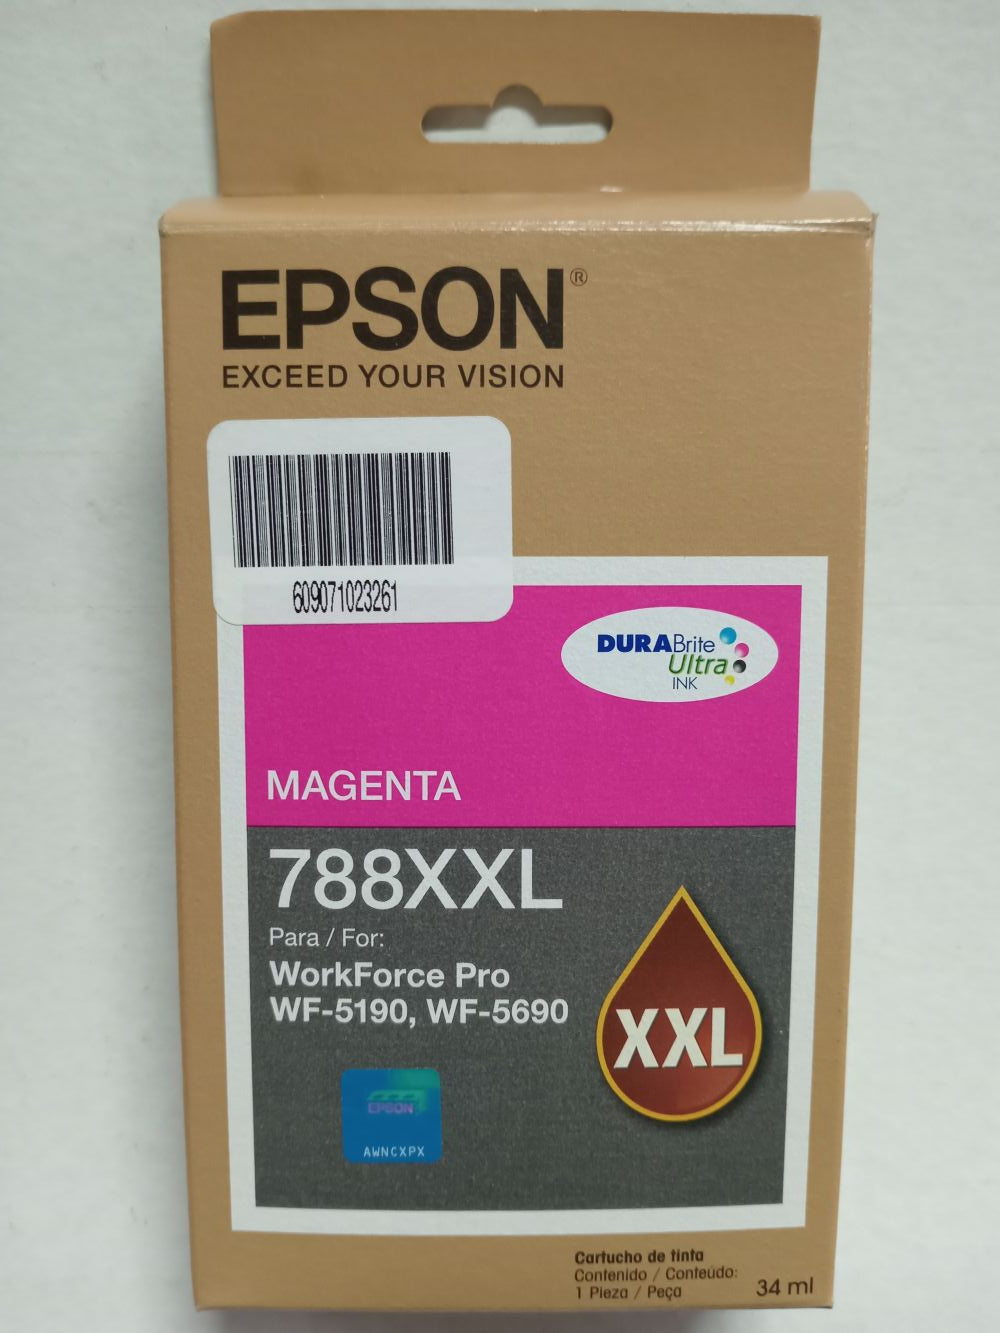 EPSON®
EXCEED YOUR VISION
609071023261
DURABrite
Ultra
INK
MAGENTA
788XXL
Para / For:
WorkForce Pro
WF-5190, WF-5690
XXL
EPSON
AWNCXPX
Cartucho de tinta
Contenido / Conteúdo:
1 Pieza / Peça
34 ml